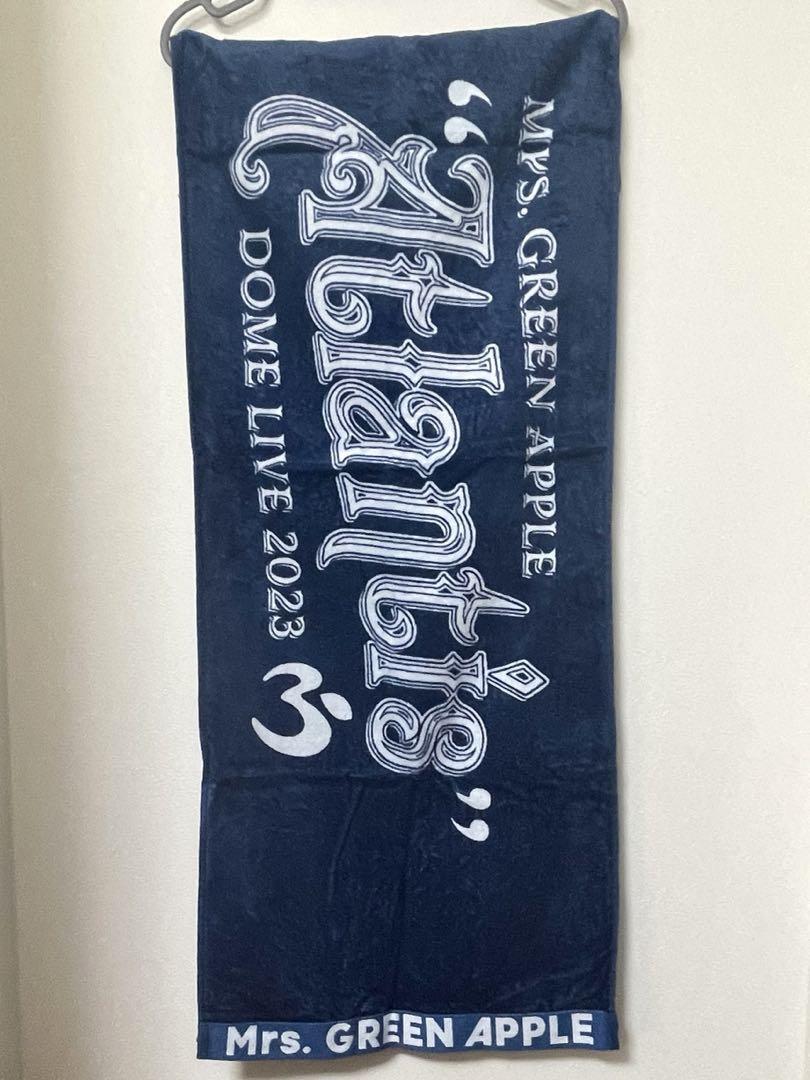 Mrs. GREEN APPLE
“Atlantis”
DOME LIVE 2023
Mrs. GREEN APPLE